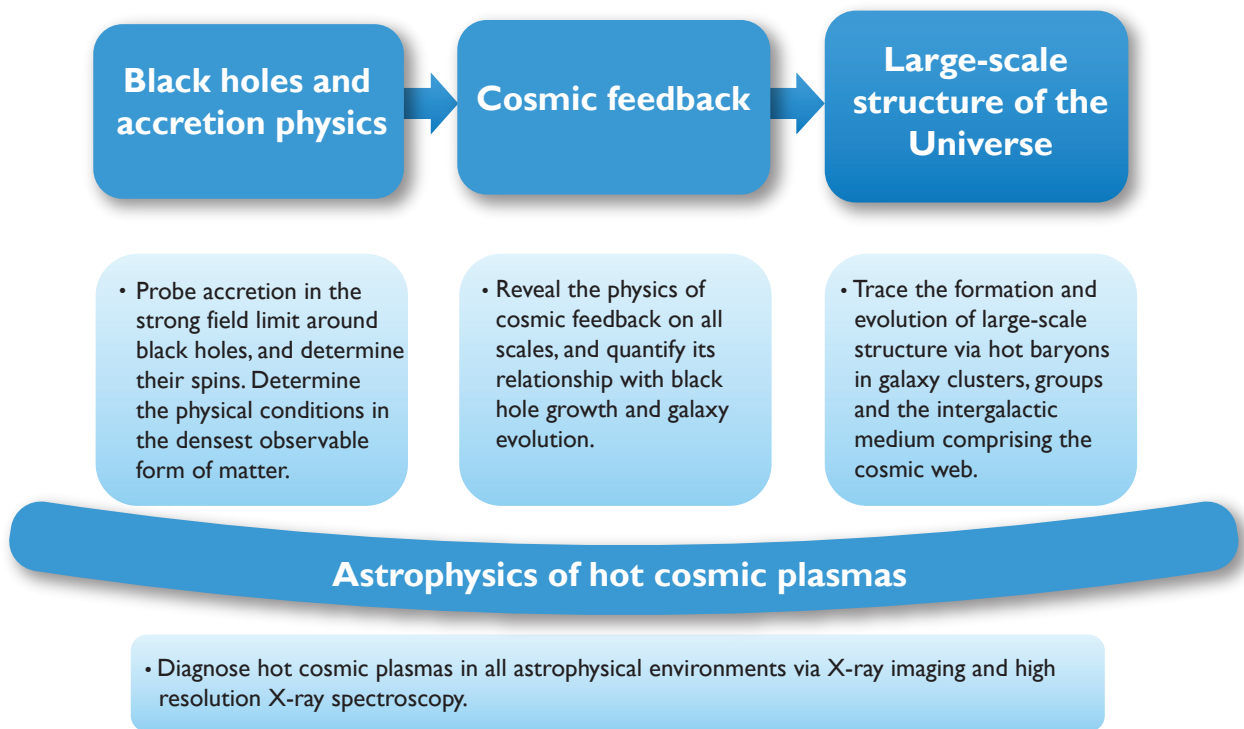 Black holes and
accretion physics
Cosmic feedback
Large-scale
structure of the
Universe
• Probe accretion in the
strong field limit around
black holes, and determine
their spins. Determine
the physical conditions in
the densest observable
form of matter.
• Reveal the physics of
cosmic feedback on all
scales, and quantify its
relationship with black
hole growth and galaxy
evolution.
• Trace the formation and
evolution of large-scale
structure via hot baryons
in galaxy clusters, groups
and the intergalactic
medium comprising the
cosmic web.
Astrophysics of hot cosmic plasmas
• Diagnose hot cosmic plasmas in all astrophysical environments via X-ray imaging and high
resolution X-ray spectroscopy.